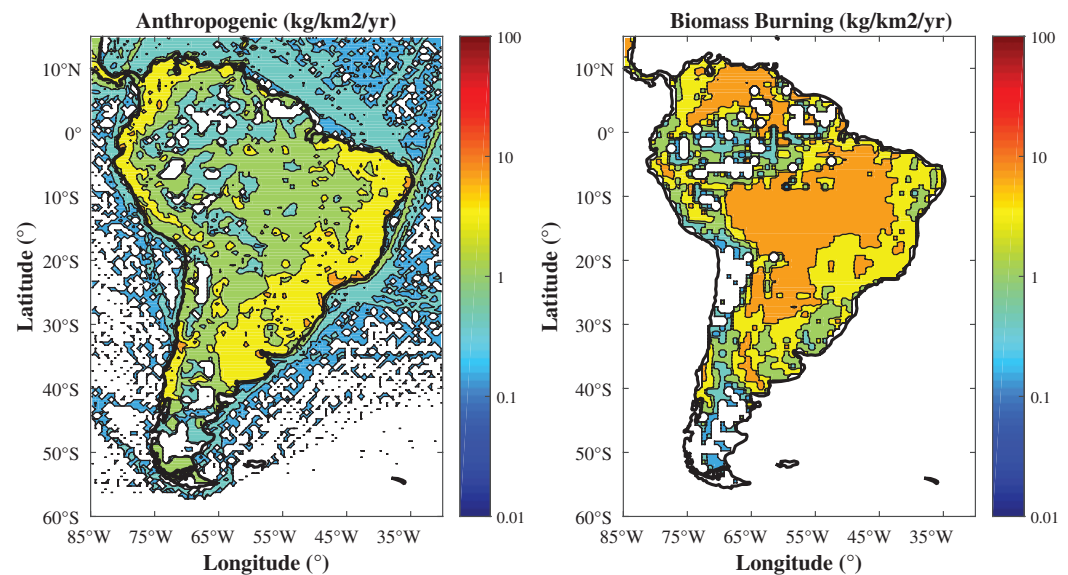 Anthropogenic (kg/km2/yr)
10°N
0°
10°S
20°S
30°S
40°S
50°S
60°S
Latitude (°)
85°W 75°W 65°W 55°W 45°W 35°W
Longitude (°)
100
10
1
0.1
0.01
Biomass Burning (kg/km2/yr)
10°N
0°
10°S
20°S
30°S
40°S
50°S
60°S
Latitude (°)
85°W 75°W 65°W 55°W 45°W 35°W
Longitude (°)
100
10
1
0.1
0.01